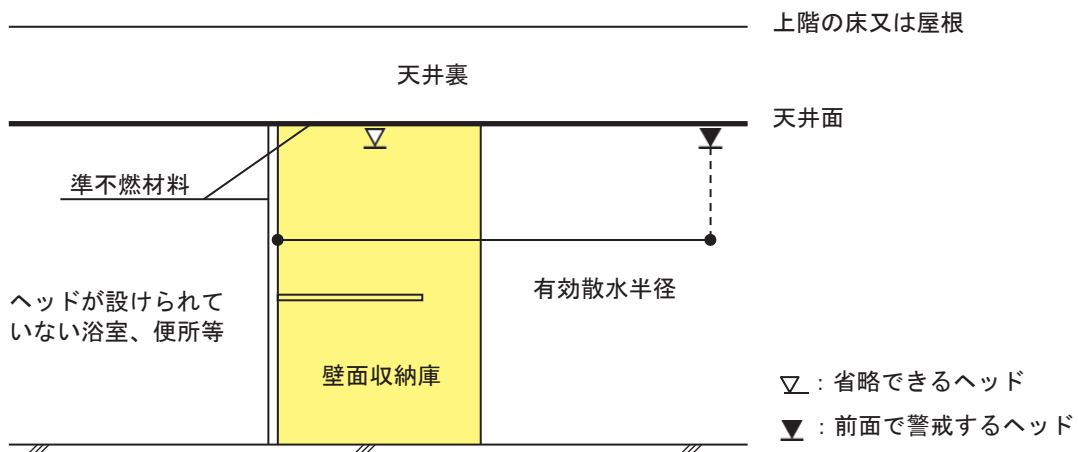 上階の床又は屋根
天井裏
天井面
準不燃材料
有効散水半径
ヘッドが設けられて
いない浴室、便所等
壁面収納庫
：省略できるヘッド
：前面で警戒するヘッド